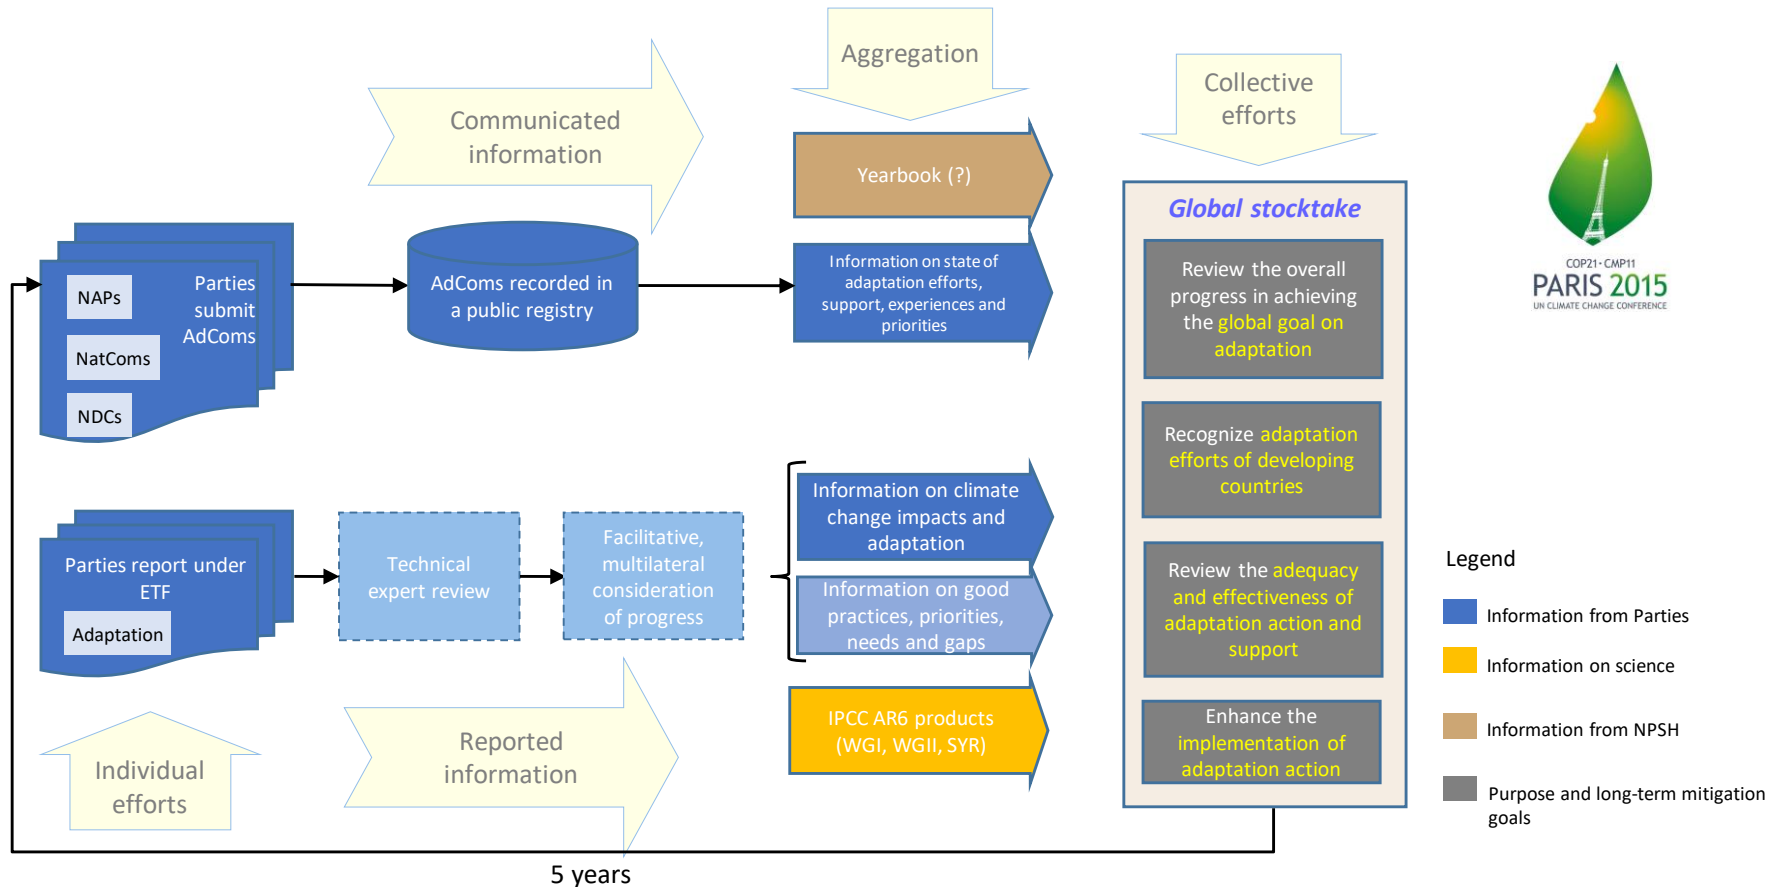 Aggregation
Collective
efforts
Communicated
information
Yearbook (?)
Global stocktake
NAPs
NatComs
NDCs
Parties
submit
AdComs
AdComs recorded in
a public registry
Information on state of
adaptation efforts,
support, experiences and
priorities
Review the overall
progress in achieving
the global goal on
adaptation
COP21 · CMP11
PARIS 2015
UN CLIMATE CHANGE CONFERENCE
Recognize adaptation
efforts of developing
countries
Parties report under
ETF
Adaptation
Technical
expert review
Facilitative,
multilateral
consideration
of progress
Information on climate
change impacts and
adaptation
Information on good
practices, priorities,
needs and gaps
Review the adequacy
and effectiveness of
adaptation action and
support
IPCC AR6 products
(WGI, WGII, SYR)
Enhance the
implementation of
adaptation action
Individual
efforts
Reported
information
Legend
Information from Parties
Information on science
Information from NPSH
Purpose and long-term mitigation
goals
5 years